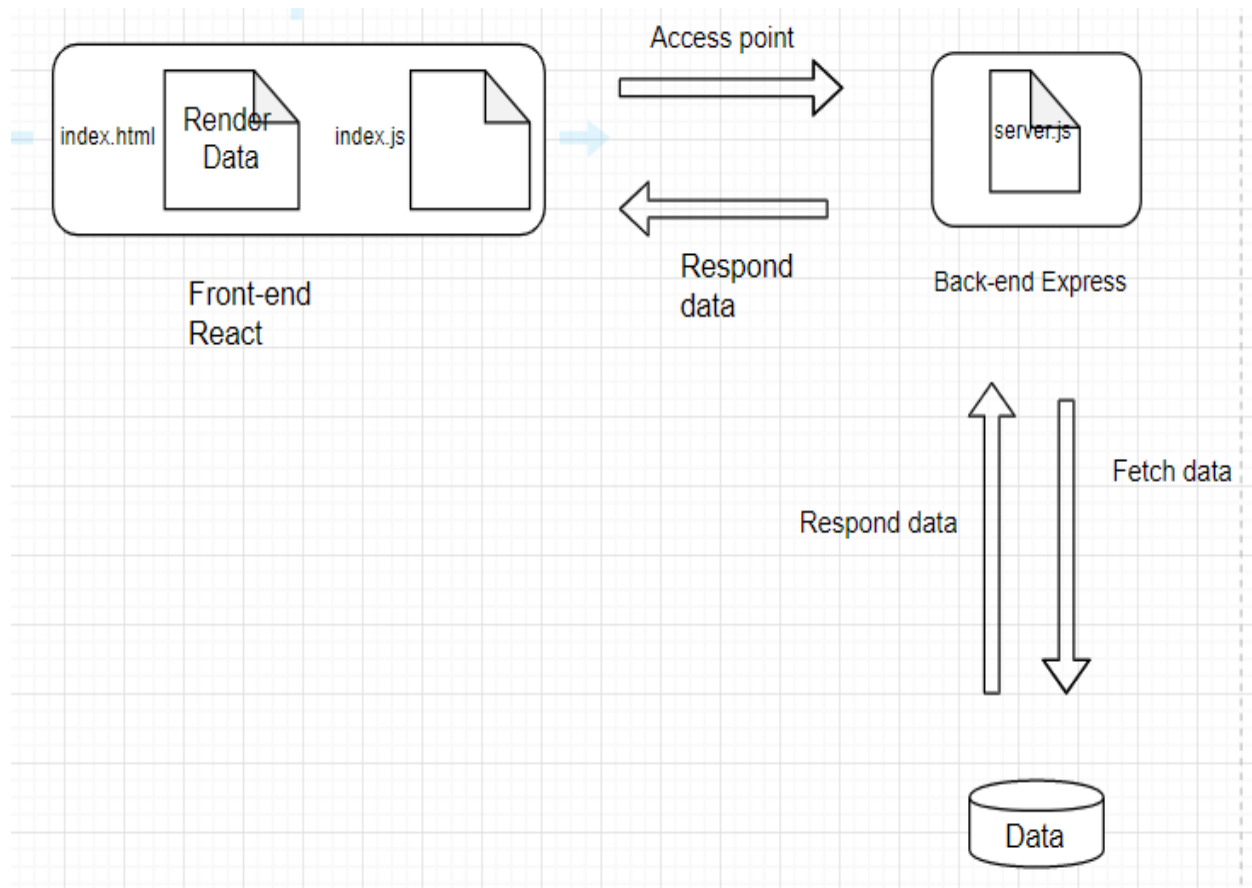 Access point
index.html
Render
Data
index.js
server.js
Respond
data
Front-end
React
Back-end Express
Fetch data
Respond data
Data